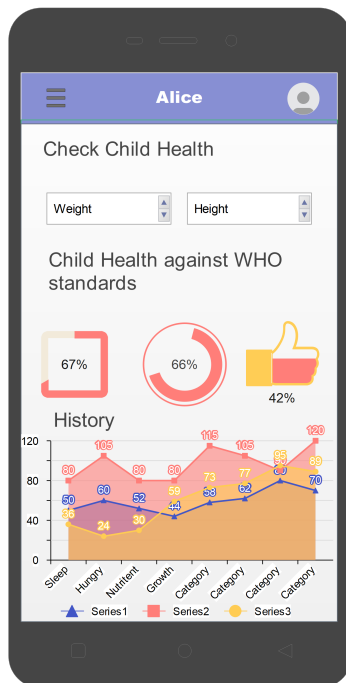 Alice
Check Child Health
Weight Height
Child Health against WHO
standards
67% 66%
42%
History
120
80
40
0
80 105 80 80 115 105 120
50 60 52 44 58 62 80 70
36 24 30 59 73 77 95 89
Sleep Hungry Nutritent Growth Category Category Category Category
Series1 Series2 Series3